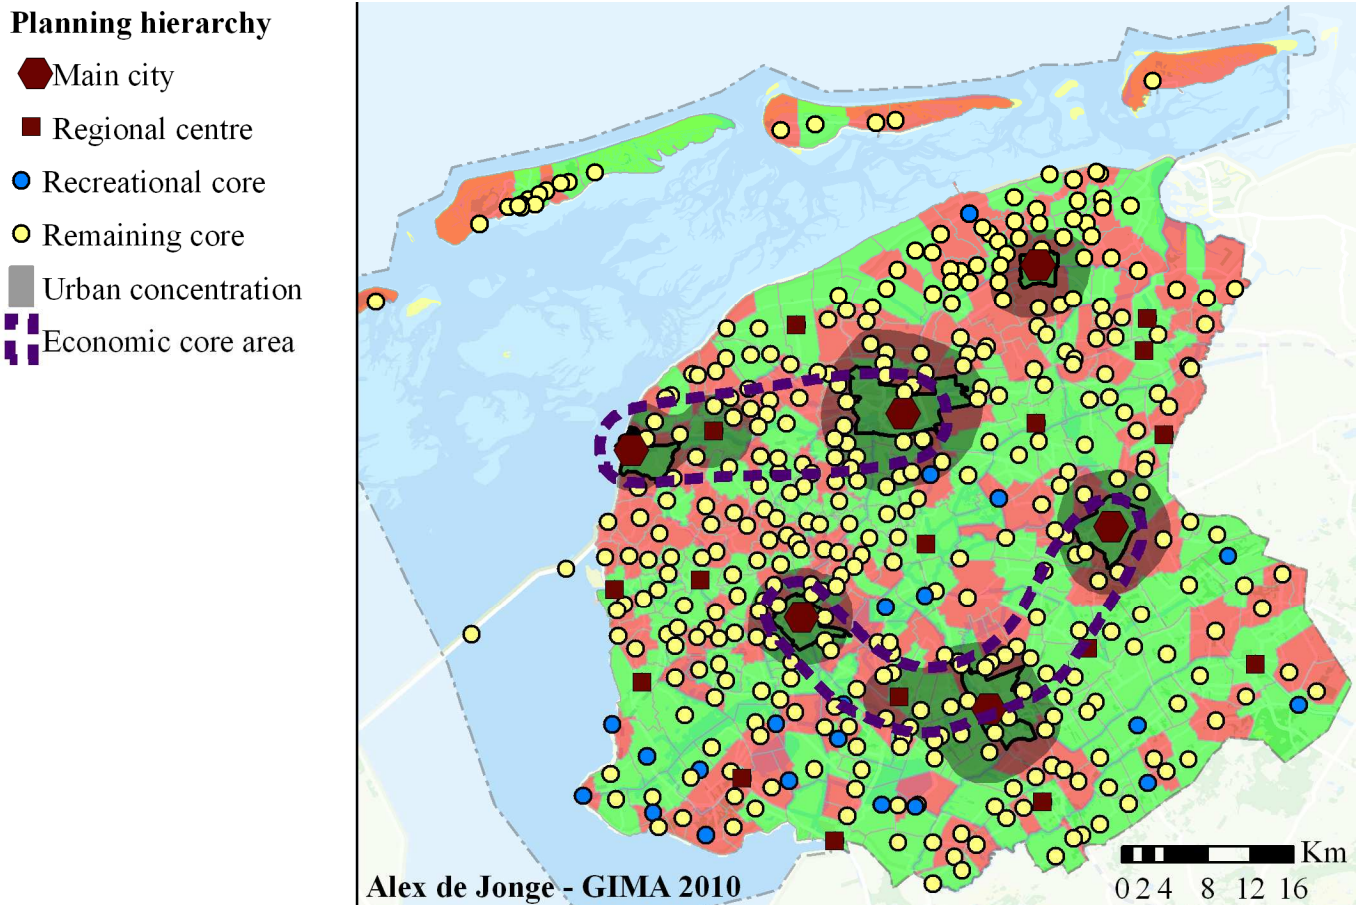 Planning hierarchy
Main city
Regional centre
Recreational core
Remaining core
Urban concentration
Economic core area
Alex de Jonge - GIMA 2010
Km
0 2 4 8 12 16